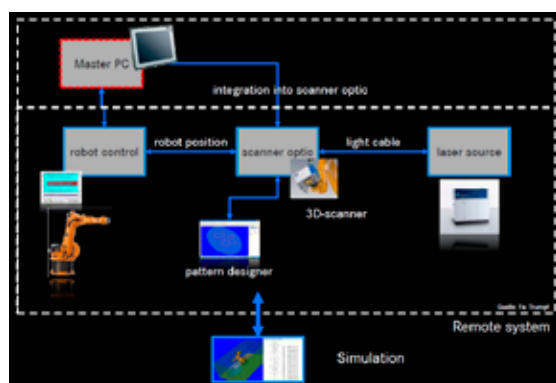 Master PC
integration into scanner optic
robot control
robot position
scanner optic
light cable
laser source
3D-scanner
pattern designer
Remote system
Simulation